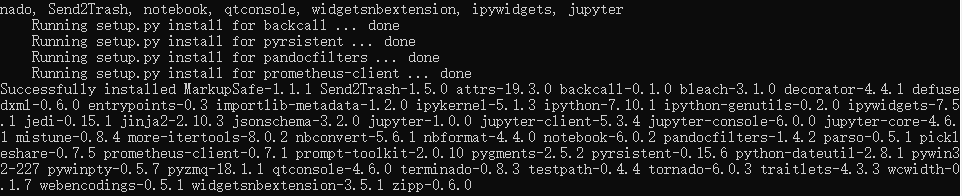 nado, Send2Trash, notebook, qtconsole, widgetsnbextension, ipywidgets, jupyter
Running setup.py install for backcall ... done
Running setup.py install for pyrsistent ... done
Running setup.py install for pandocfilters ... done
Running setup.py install for prometheus-client ... done
Successfully installed MarkupSafe-1.1.1 Send2Trash-1.5.0 attrs-19.3.0 backcall-0.1.0 bleach-3.1.0 decorator-4.4.1 defuse
dxml-0.6.0 entrypoints-0.3 importlib-metadata-1.2.0 ipykernel-5.1.3 ipython-7.10.1 ipython-genutils-0.2.0 ipywidgets-7.5
.1 jedi-0.15.1 jinja2-2.10.3 jsonschema-3.2.0 jupyter-1.0.0 jupyter-client-5.3.4 jupyter-console-6.0.0 jupyter-core-4.6.
1 mistune-0.8.4 more-itertools-8.0.2 nbconvert-5.6.1 nbformat-4.4.0 notebook-6.0.2 pandocfilters-1.4.2 parso-0.5.1 pickl
eshare-0.7.5 prometheus-client-0.7.1 prompt-toolkit-2.0.10 pygments-2.5.2 pyrsistent-0.15.6 python-dateutil-2.8.1 pywin3
2-227 pywinpty-0.5.7 pyzmq-18.1.1 qtconsole-4.6.0 terminado-0.8.3 testpath-0.4.4 tornado-6.0.3 traitlets-4.3.3 wcwidth-0
.1.7 webencodings-0.5.1 widgetsnbextension-3.5.1 zipp-0.6.0